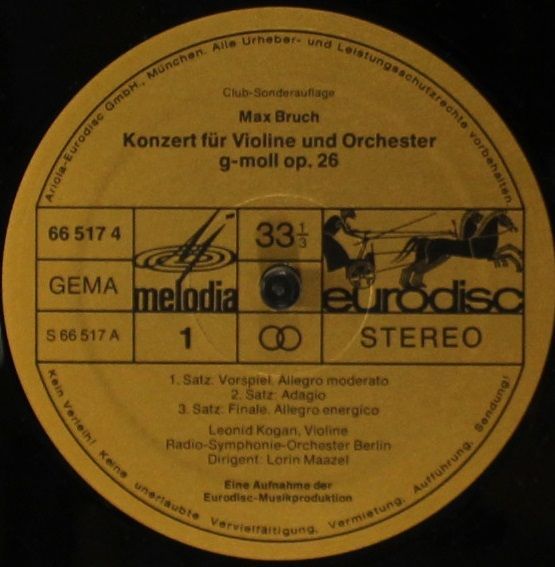 Ariola-Eurodisc GmbH., München. Alle Urheber- und Leistungsschutzrechte vorbehalten.
Club-Sonderauflage
Max Bruch
Konzert für Violine und Orchester
g-moll op. 26
66 517 4
33 1/3
GEMA
melodia
eurodisc
S 66 517 A
1
STEREO
1. Satz: Vorspiel. Allegro moderato
2. Satz: Adagio
3. Satz: Finale. Allegro energico
Leonid Kogan, Violine
Radio-Symphonie-Orchester Berlin
Dirigent: Lorin Maazel
Eine Aufnahme der
Eurodisc-Musikproduktion
Kein Verleih! Keine unerlaubte Vervielfältigung, Vermietung, Aufführung, Sendung!